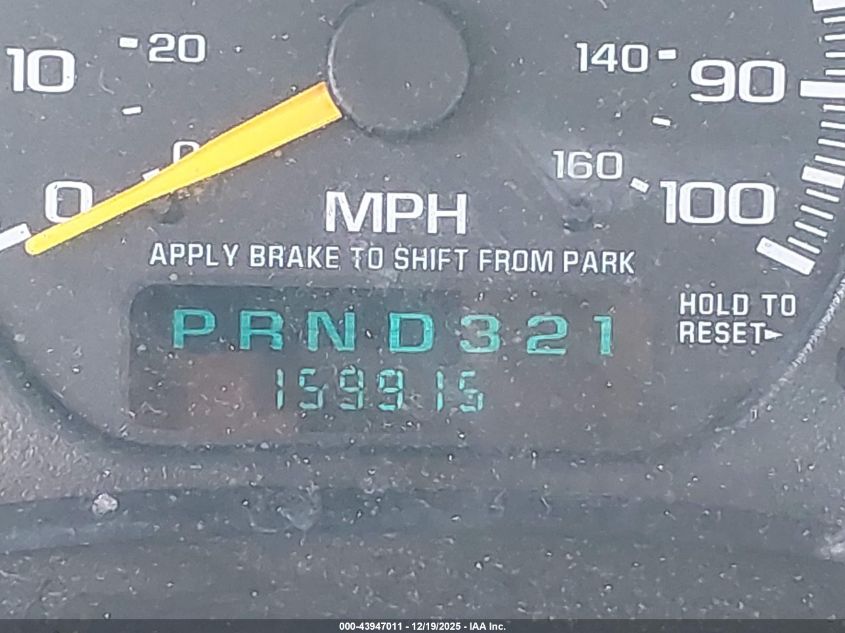 10
20
0
0
140
90
160
100
MPH
APPLY BRAKE TO SHIFT FROM PARK
HOLD TO
RESET
PRND321
159915
000-43947011 - 12/19/2025 - IAA Inc.